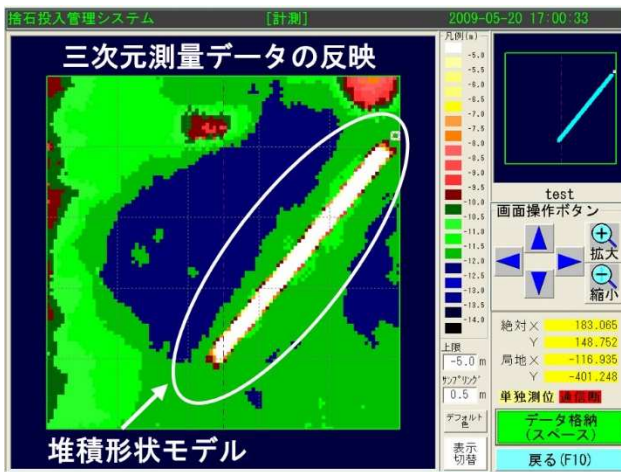 捨石投入管理システム [計測] 2009-05-20 17:00:33
三次元測量データの反映
堆積形状モデル
凡例(m)
-5.0
-5.5
-6.0
-6.5
-7.0
-7.5
-8.0
-8.5
-9.0
-9.5
-10.0
-10.5
-11.0
-11.5
-12.0
-12.5
-13.0
-13.5
-14.0
上限
-5.0 m
サンプリング
0.5 m
デフォルト
色
表示
切替
test
画面操作ボタン
拡大
縮小
絶対X 183.065
Y 148.752
局地X -116.935
Y -401.248
単独測位 通信断
データ格納
(スペース)
戻る(F10)